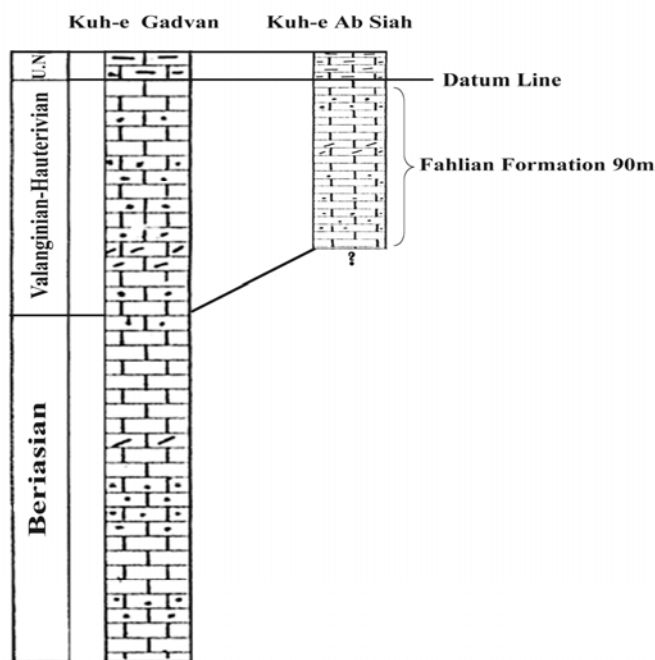 Kuh-e Gadvan
Kuh-e Ab Siah
U.N
Datum Line
Valanginian-Hauterivian
Fahlian Formation 90m
?
Beriasian